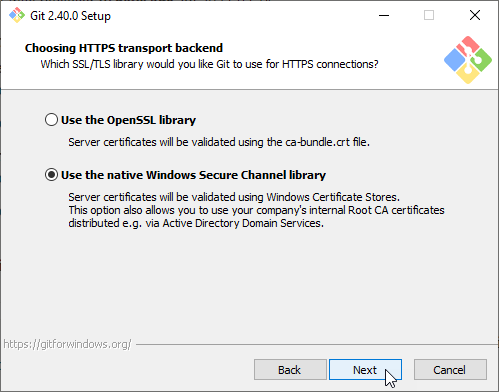 Git 2.40.0 Setup
Choosing HTTPS transport backend
Which SSL/TLS library would you like Git to use for HTTPS connections?
Use the OpenSSL library
Server certificates will be validated using the ca-bundle.crt file.
Use the native Windows Secure Channel library
Server certificates will be validated using Windows Certificate Stores.
This option also allows you to use your company's internal Root CA certificates
distributed e.g. via Active Directory Domain Services.
https://gitforwindows.org/
Back
Next
Cancel